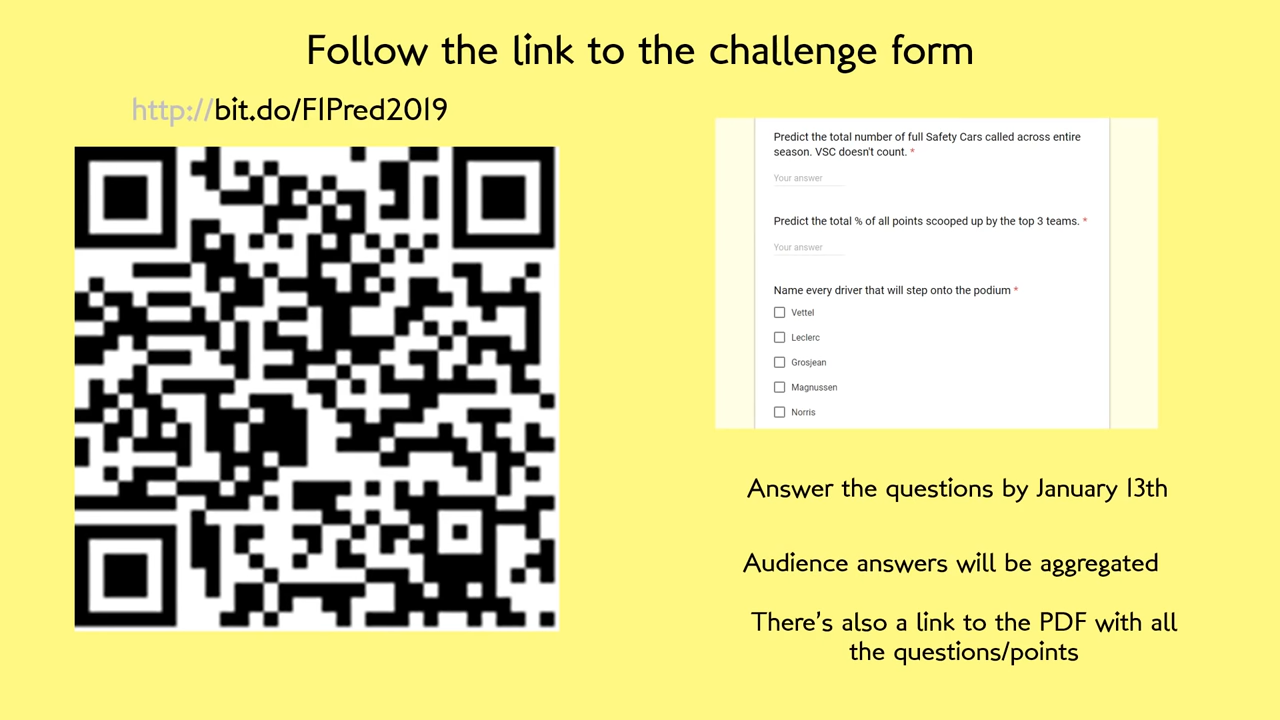 Follow the link to the challenge form
http://bit.do/F1Pred2019
Predict the total number of full Safety Cars called across entire
season. VSC doesn't count. *
Your answer
Predict the total % of all points scooped up by the top 3 teams. *
Your answer
Name every driver that will step onto the podium *
Vettel
Leclerc
Grosjean
Magnussen
Norris
Answer the questions by January 13th
Audience answers will be aggregated
There's also a link to the PDF with all
the questions/points